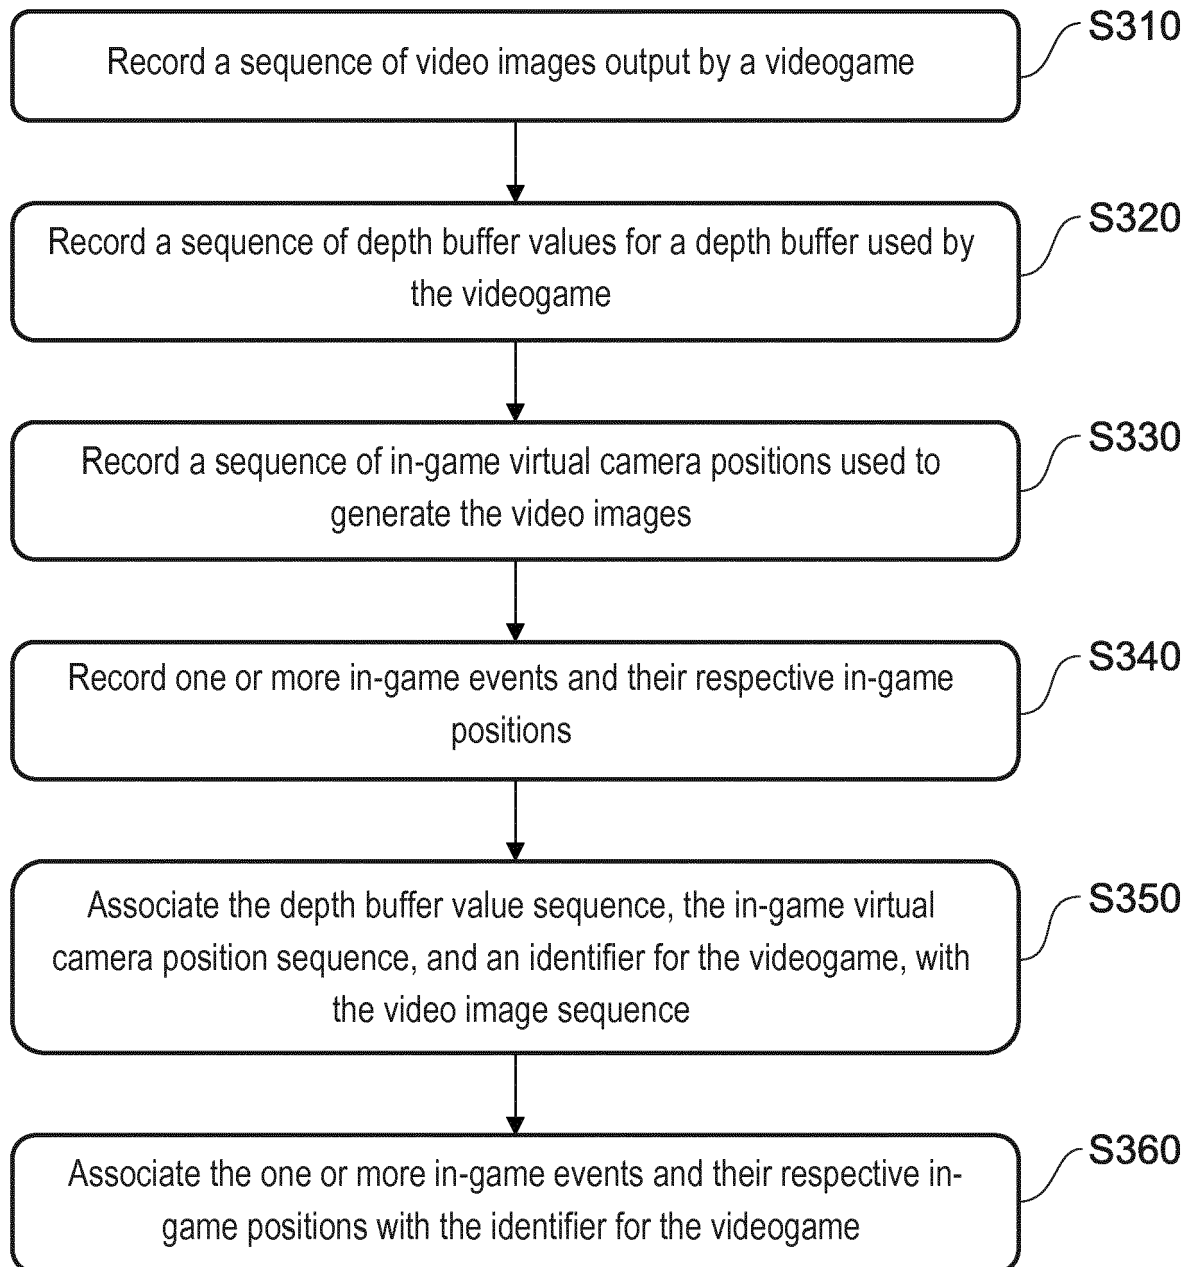 Record a sequence of video images output by a videogame
S310
Record a sequence of depth buffer values for a depth buffer used by
the videogame
S320
Record a sequence of in-game virtual camera positions used to
generate the video images
S330
Record one or more in-game events and their respective in-game
positions
S340
Associate the depth buffer value sequence, the in-game virtual
camera position sequence, and an identifier for the videogame, with
the video image sequence
S350
Associate the one or more in-game events and their respective in-
game positions with the identifier for the videogame
S360